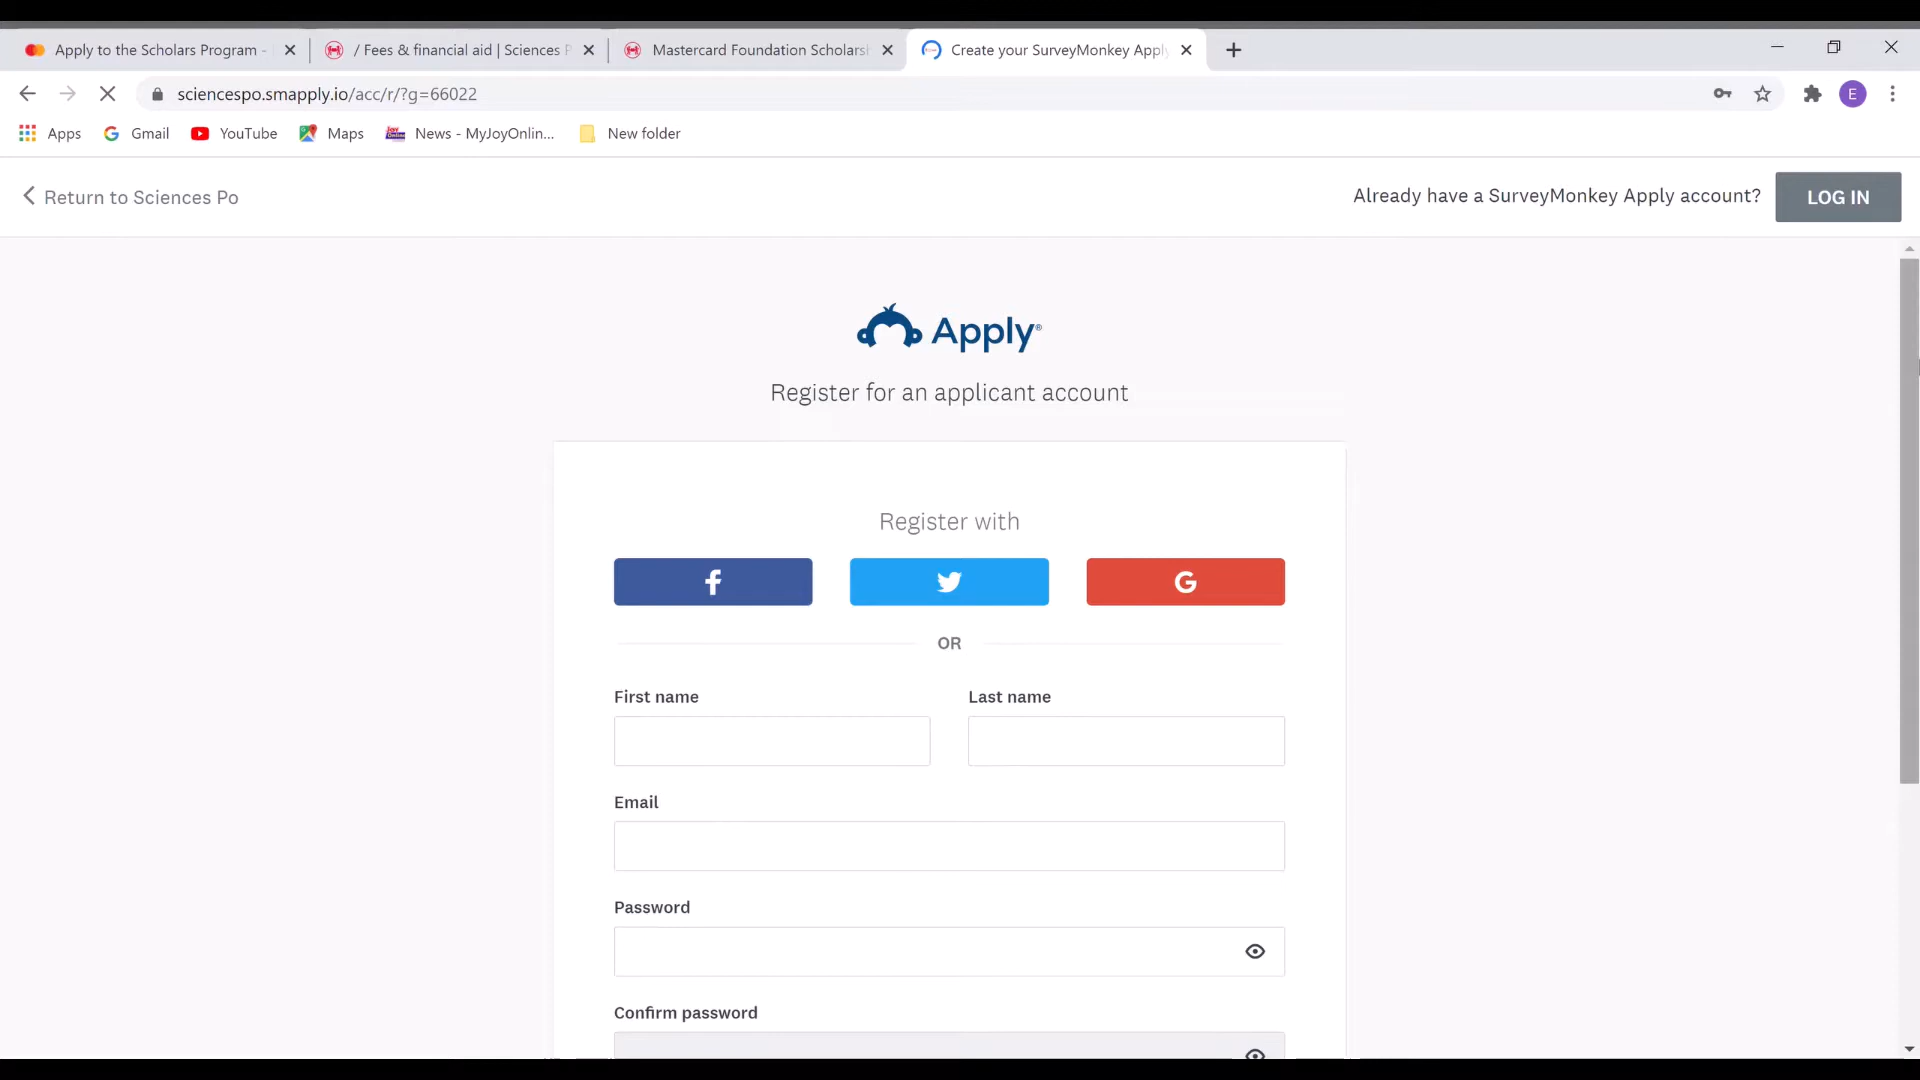 Apply to the Scholars Program -
/ Fees & financial aid | Sciences P
Mastercard Foundation Scholarsh
Create your SurveyMonkey Apply
sciencespo.smapply.io/acc/r/?g=66022
E
Apps
Gmail
YouTube
Maps
News - MyJoyOnlin...
New folder
Return to Sciences Po
Already have a SurveyMonkey Apply account?
LOG IN
Apply®
Register for an applicant account
Register with
OR
First name
Last name
Email
Password
Confirm password